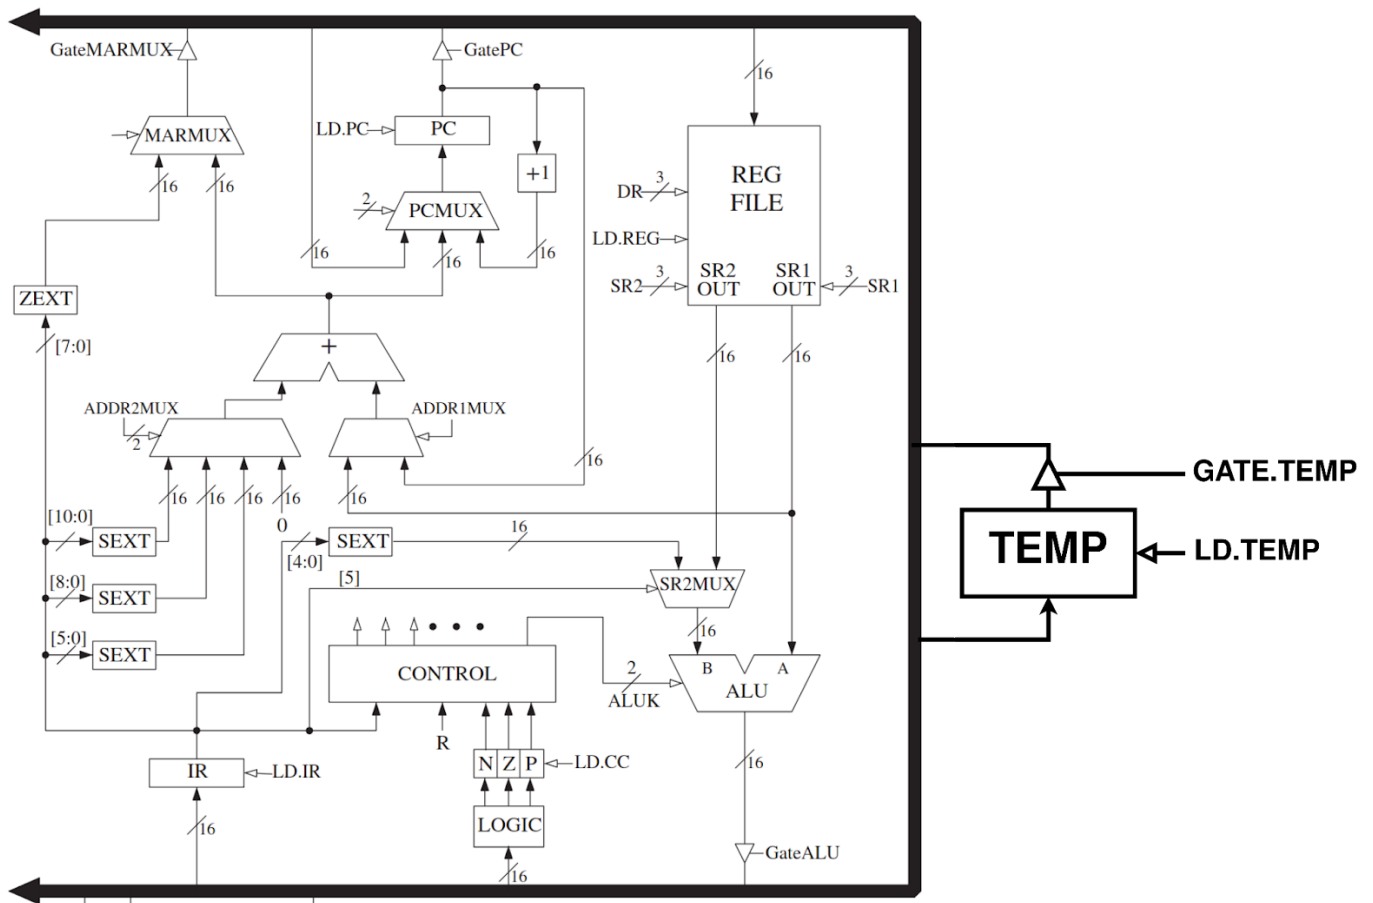 GateMARMUX
GatePC
16
MARMUX
LD.PC
PC
+1
REG
FILE
16
16
2
PCMUX
DR
3
LD.REG
16
16
16
ZEXT
SR2
3
SR2
OUT
SR1
OUT
3
SR1
[7:0]
+
16
16
ADDR2MUX
2
ADDR1MUX
16
GATE.TEMP
16
16
16
16
0
16
[10:0]
SEXT
[4:0]
SEXT
16
TEMP
LD.TEMP
[8:0]
SEXT
[5]
SR2MUX
16
[5:0]
SEXT
CONTROL
2
ALUK
B
A
ALU
R
N
Z
P
LD.CC
IR
LD.IR
16
16
LOGIC
GateALU
16